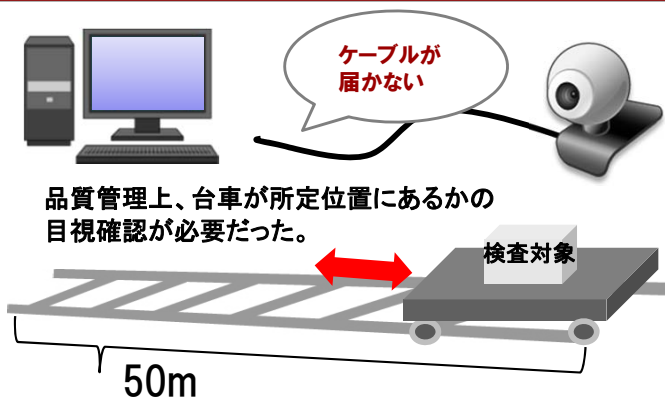 ケーブルが
届かない
品質管理上、台車が所定位置にあるかの
目視確認が必要だった。
検査対象
50m